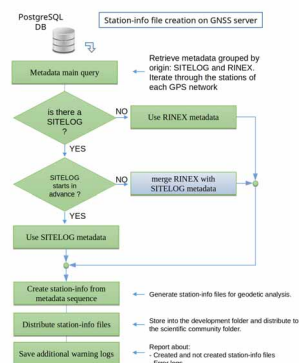 PostgreSQL
DB
Station-info file creation on GNSS server
Metadata main query
Retrieve metadata grouped by
origin: SITELOG and RINEX.
Iterate through the stations of
each GPS network
is there a
SITELOG
?
NO
Use RINEX metadata
YES
SITELOG
starts in
advance ?
NO
merge RINEX with
SITELOG metadata
YES
Use SITELOG metadata
Create station-info from
metadata sequence
Generate station-info files for geodetic analysis.
Distribute station-info files
Store into the development folder and distribute to
the scientific community folder.
Save additional warning logs
Report about:
- Created and not created station-info files
- Error logs